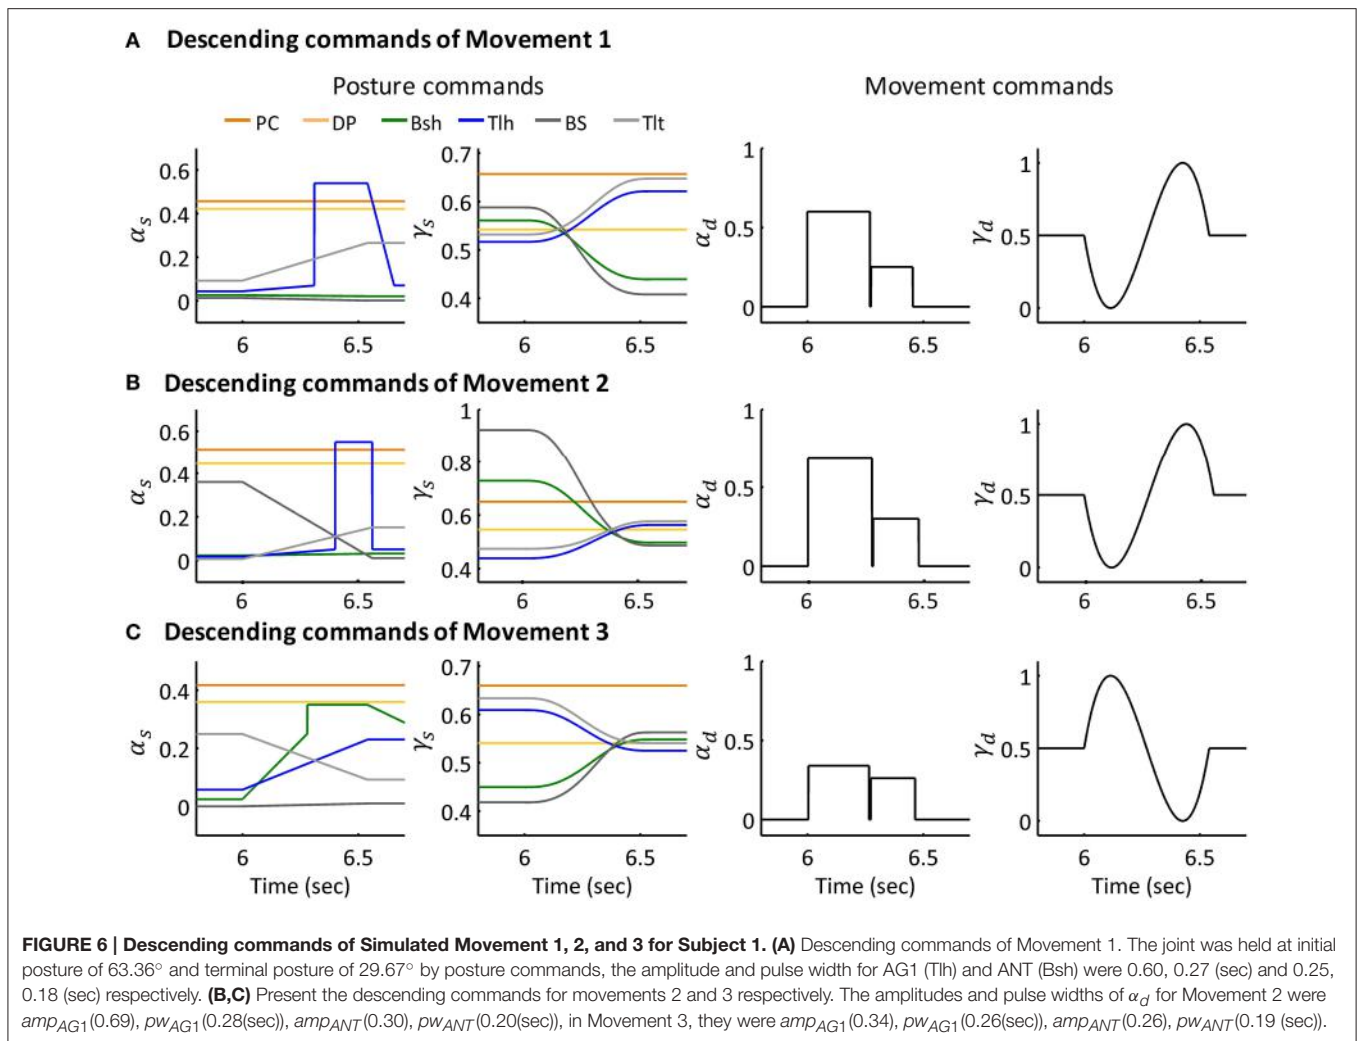 A Descending commands of Movement 1
Posture commands
Movement commands
PC DP Bsh Tlh BS Tlt
0.6
0.4
0.2
0
αs
6 6.5
0.7
0.6
0.5
0.4
γs
6 6.5
1
0.5
0
αd
6 6.5
1
0.5
0
γd
6 6.5
B Descending commands of Movement 2
0.6
0.4
0.2
0
αs
6 6.5
1
0.8
0.6
0.4
γs
6 6.5
1
0.5
0
αd
6 6.5
1
0.5
0
γd
6 6.5
C Descending commands of Movement 3
0.4
0.2
0
αs
6 6.5
Time (sec)
0.7
0.6
0.5
0.4
γs
6 6.5
Time (sec)
1
0.5
0
αd
6 6.5
Time (sec)
1
0.5
0
γd
6 6.5
Time (sec)
FIGURE 6 | Descending commands of Simulated Movement 1, 2, and 3 for Subject 1. (A) Descending commands of Movement 1. The joint was held at initial
posture of 63.36° and terminal posture of 29.67° by posture commands, the amplitude and pulse width for AG1 (Tlh) and ANT (Bsh) were 0.60, 0.27 (sec) and 0.25,
0.18 (sec) respectively. (B,C) Present the descending commands for movements 2 and 3 respectively. The amplitudes and pulse widths of αd for Movement 2 were
ampAG1(0.69), pwAG1(0.28(sec)), ampANT(0.30), pwANT(0.20(sec)), in Movement 3, they were ampAG1(0.34), pwAG1(0.26(sec)), ampANT(0.26), pwANT(0.19 (sec)).